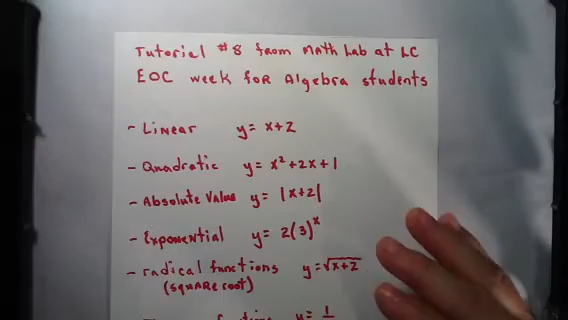 Tutorial #8 from Math Lab at LC
EOC week for Algebra students
- Linear y= x+2
- Quadratic y= x²+2x+1
- Absolute Value y= |x+2|
- Exponential y= 2(3)^x
- radical functions y=√x+2
(square root)
y= 1